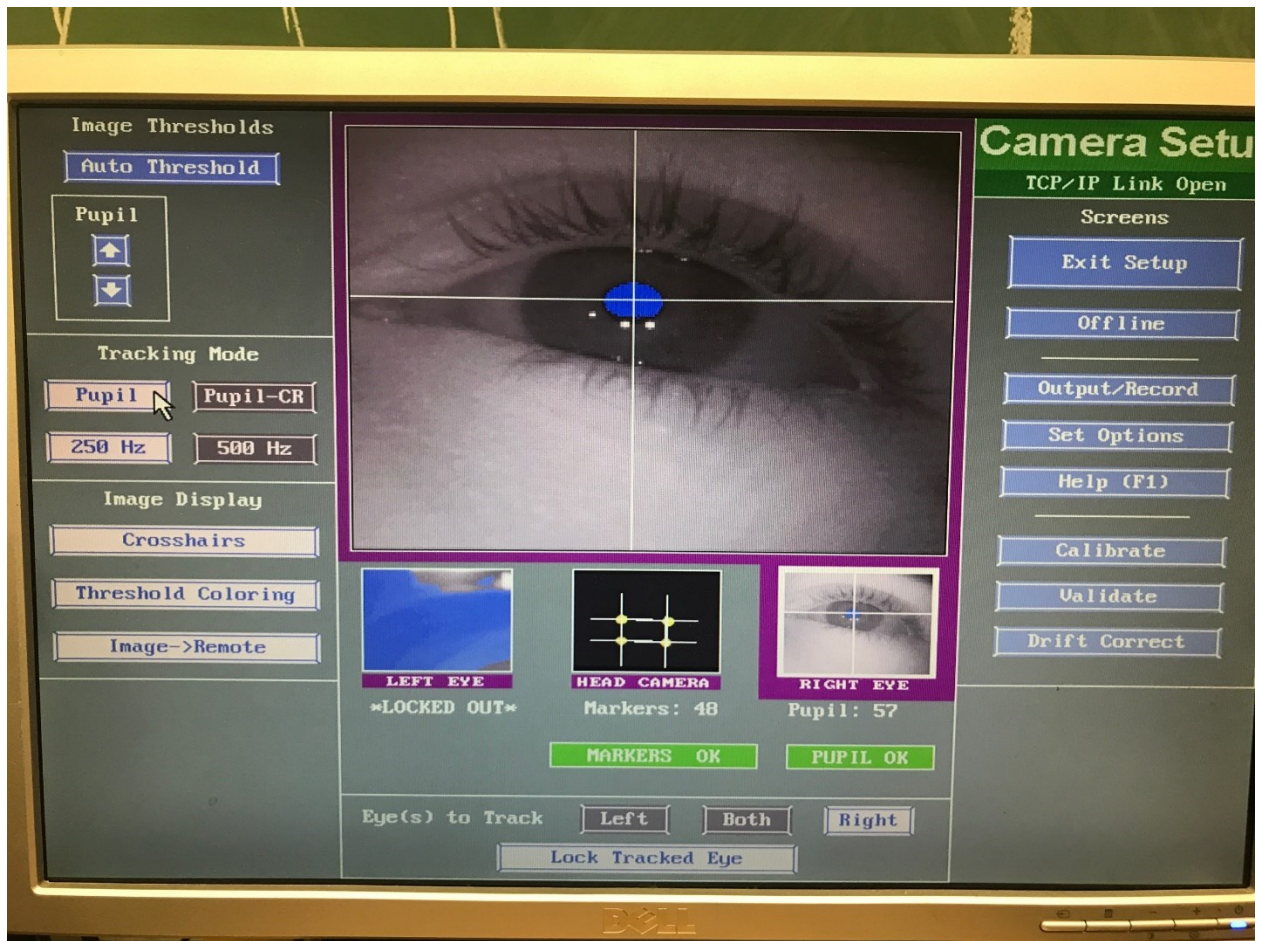 Image Thresholds
Auto Threshold
Pupil
Tracking Mode
Pupil
Pupil-CR
250 Hz
500 Hz
Image Display
Crosshairs
Threshold Coloring
Image->Remote
LEFT EYE
HEAD CAMERA
RIGHT EYE
*LOCKED OUT*
Markers: 48
Pupil: 57
MARKERS OK
PUPIL OK
Eye(s) to Track
Left
Both
Right
Lock Tracked Eye
Camera Setu
TCP/IP Link Open
Screens
Exit Setup
Offline
Output/Record
Set Options
Help (F1)
Calibrate
Validate
Drift Correct
DELL